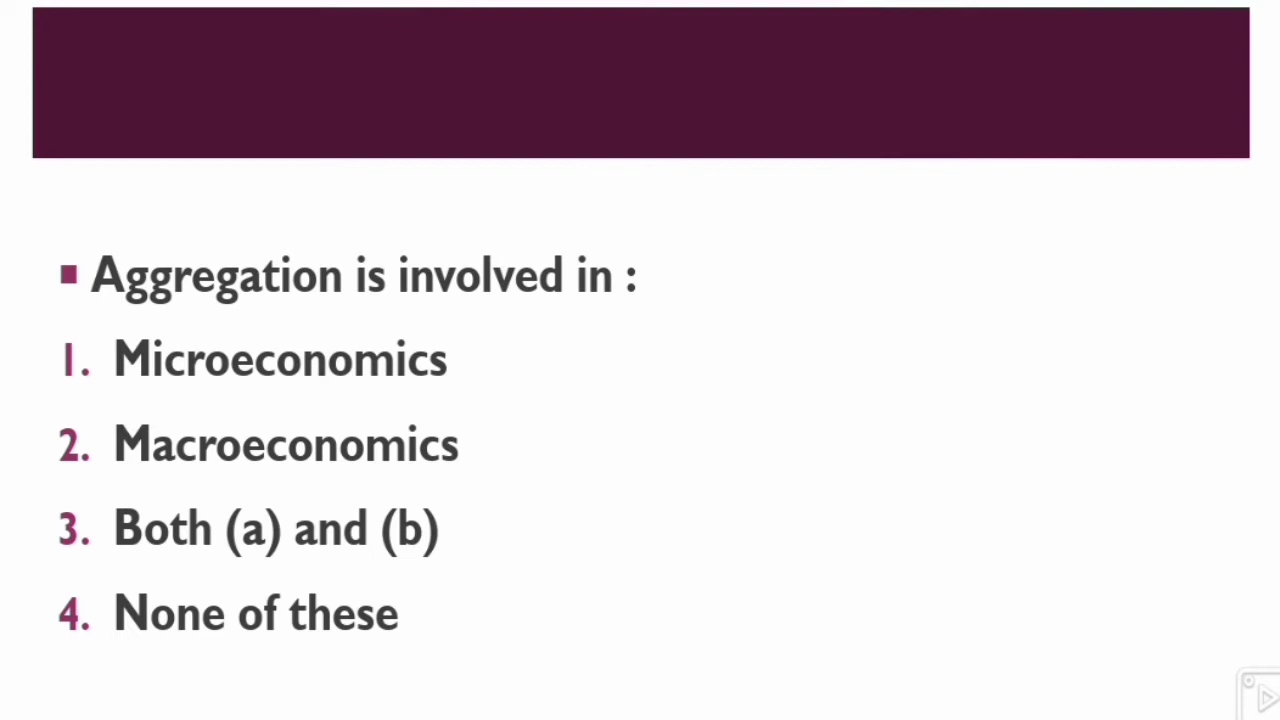 Aggregation is involved in :
1. Microeconomics
2. Macroeconomics
3. Both (a) and (b)
4. None of these